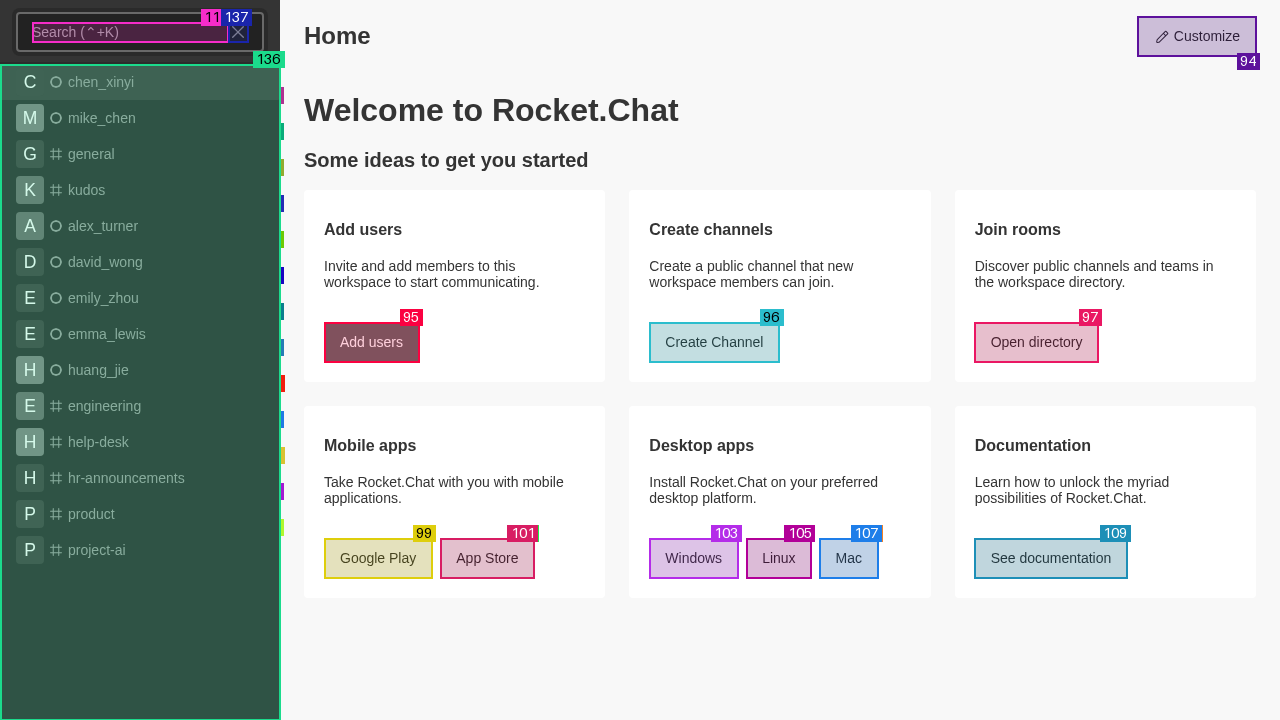 Search (⌃+K)
11
137
136
C chen_xinyi
M mike_chen
G general
K kudos
A alex_turner
D david_wong
E emily_zhou
E emma_lewis
H huang_jie
E engineering
H help-desk
H hr-announcements
P product
P project-ai
Home
Customize
94
Welcome to Rocket.Chat
Some ideas to get you started
Add users
Invite and add members to this
workspace to start communicating.
95
Add users
Create channels
Create a public channel that new
workspace members can join.
96
Create Channel
Join rooms
Discover public channels and teams in
the workspace directory.
97
Open directory
Mobile apps
Take Rocket.Chat with you with mobile
applications.
99
101
Google Play
App Store
Desktop apps
Install Rocket.Chat on your preferred
desktop platform.
103
105
107
Windows
Linux
Mac
Documentation
Learn how to unlock the myriad
possibilities of Rocket.Chat.
109
See documentation